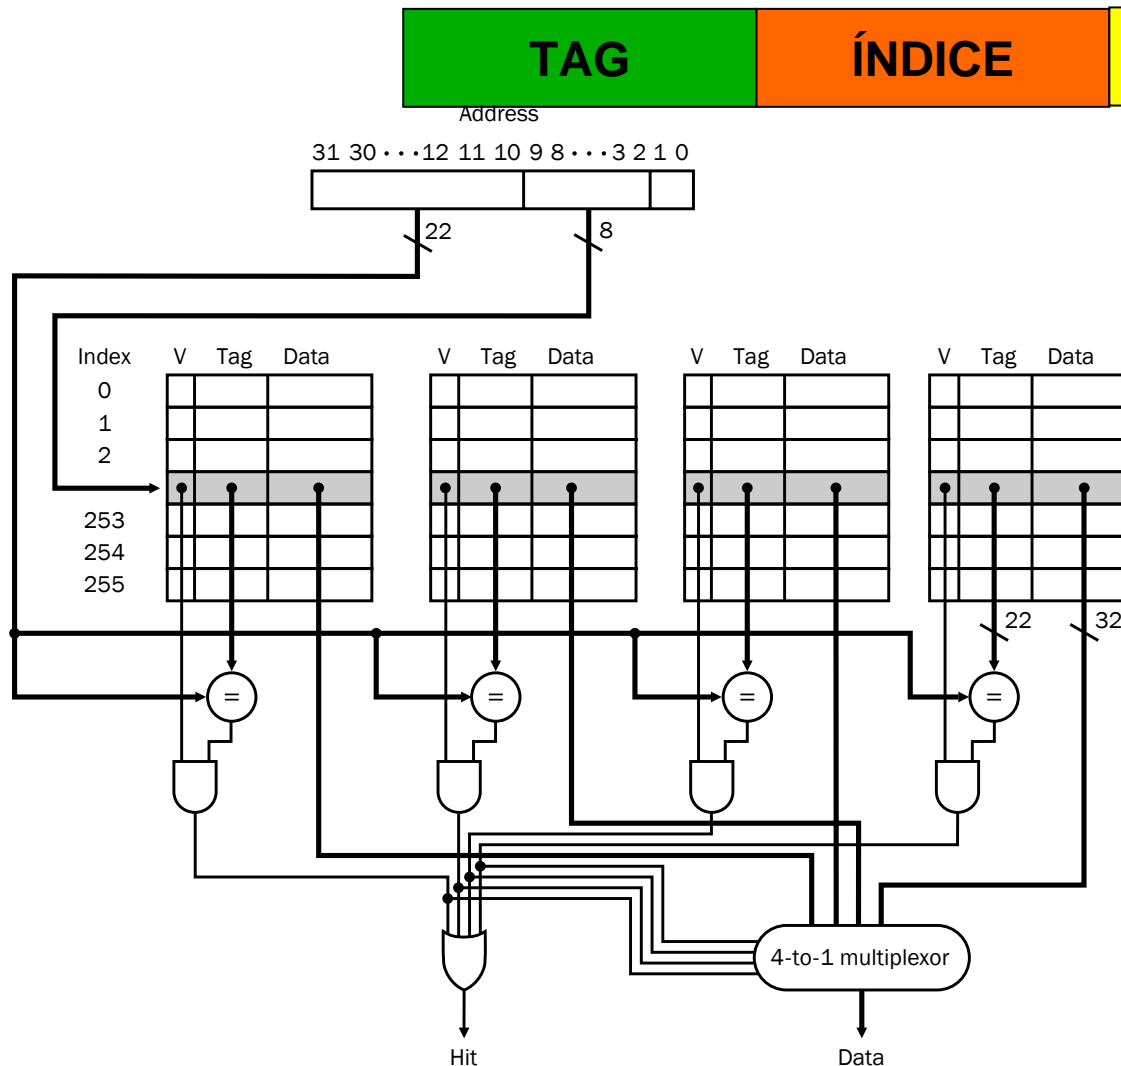 TAG ÍNDICE
Address
31 30 · · · 12 11 10 9 8 · · · 3 2 1 0
22 8
Index V Tag Data V Tag Data V Tag Data V Tag Data
0
1
2
253
254
255
22 32
= = = =
4-to-1 multiplexor
Hit Data